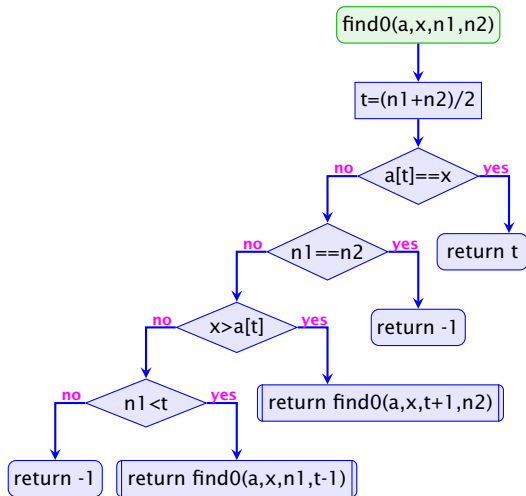 find0(a,x,n1,n2)
t=(n1+n2)/2
a[t]==x
no
yes
return t
n1==n2
no
yes
return -1
x>a[t]
no
yes
return find0(a,x,t+1,n2)
n1<t
no
yes
return -1
return find0(a,x,n1,t-1)